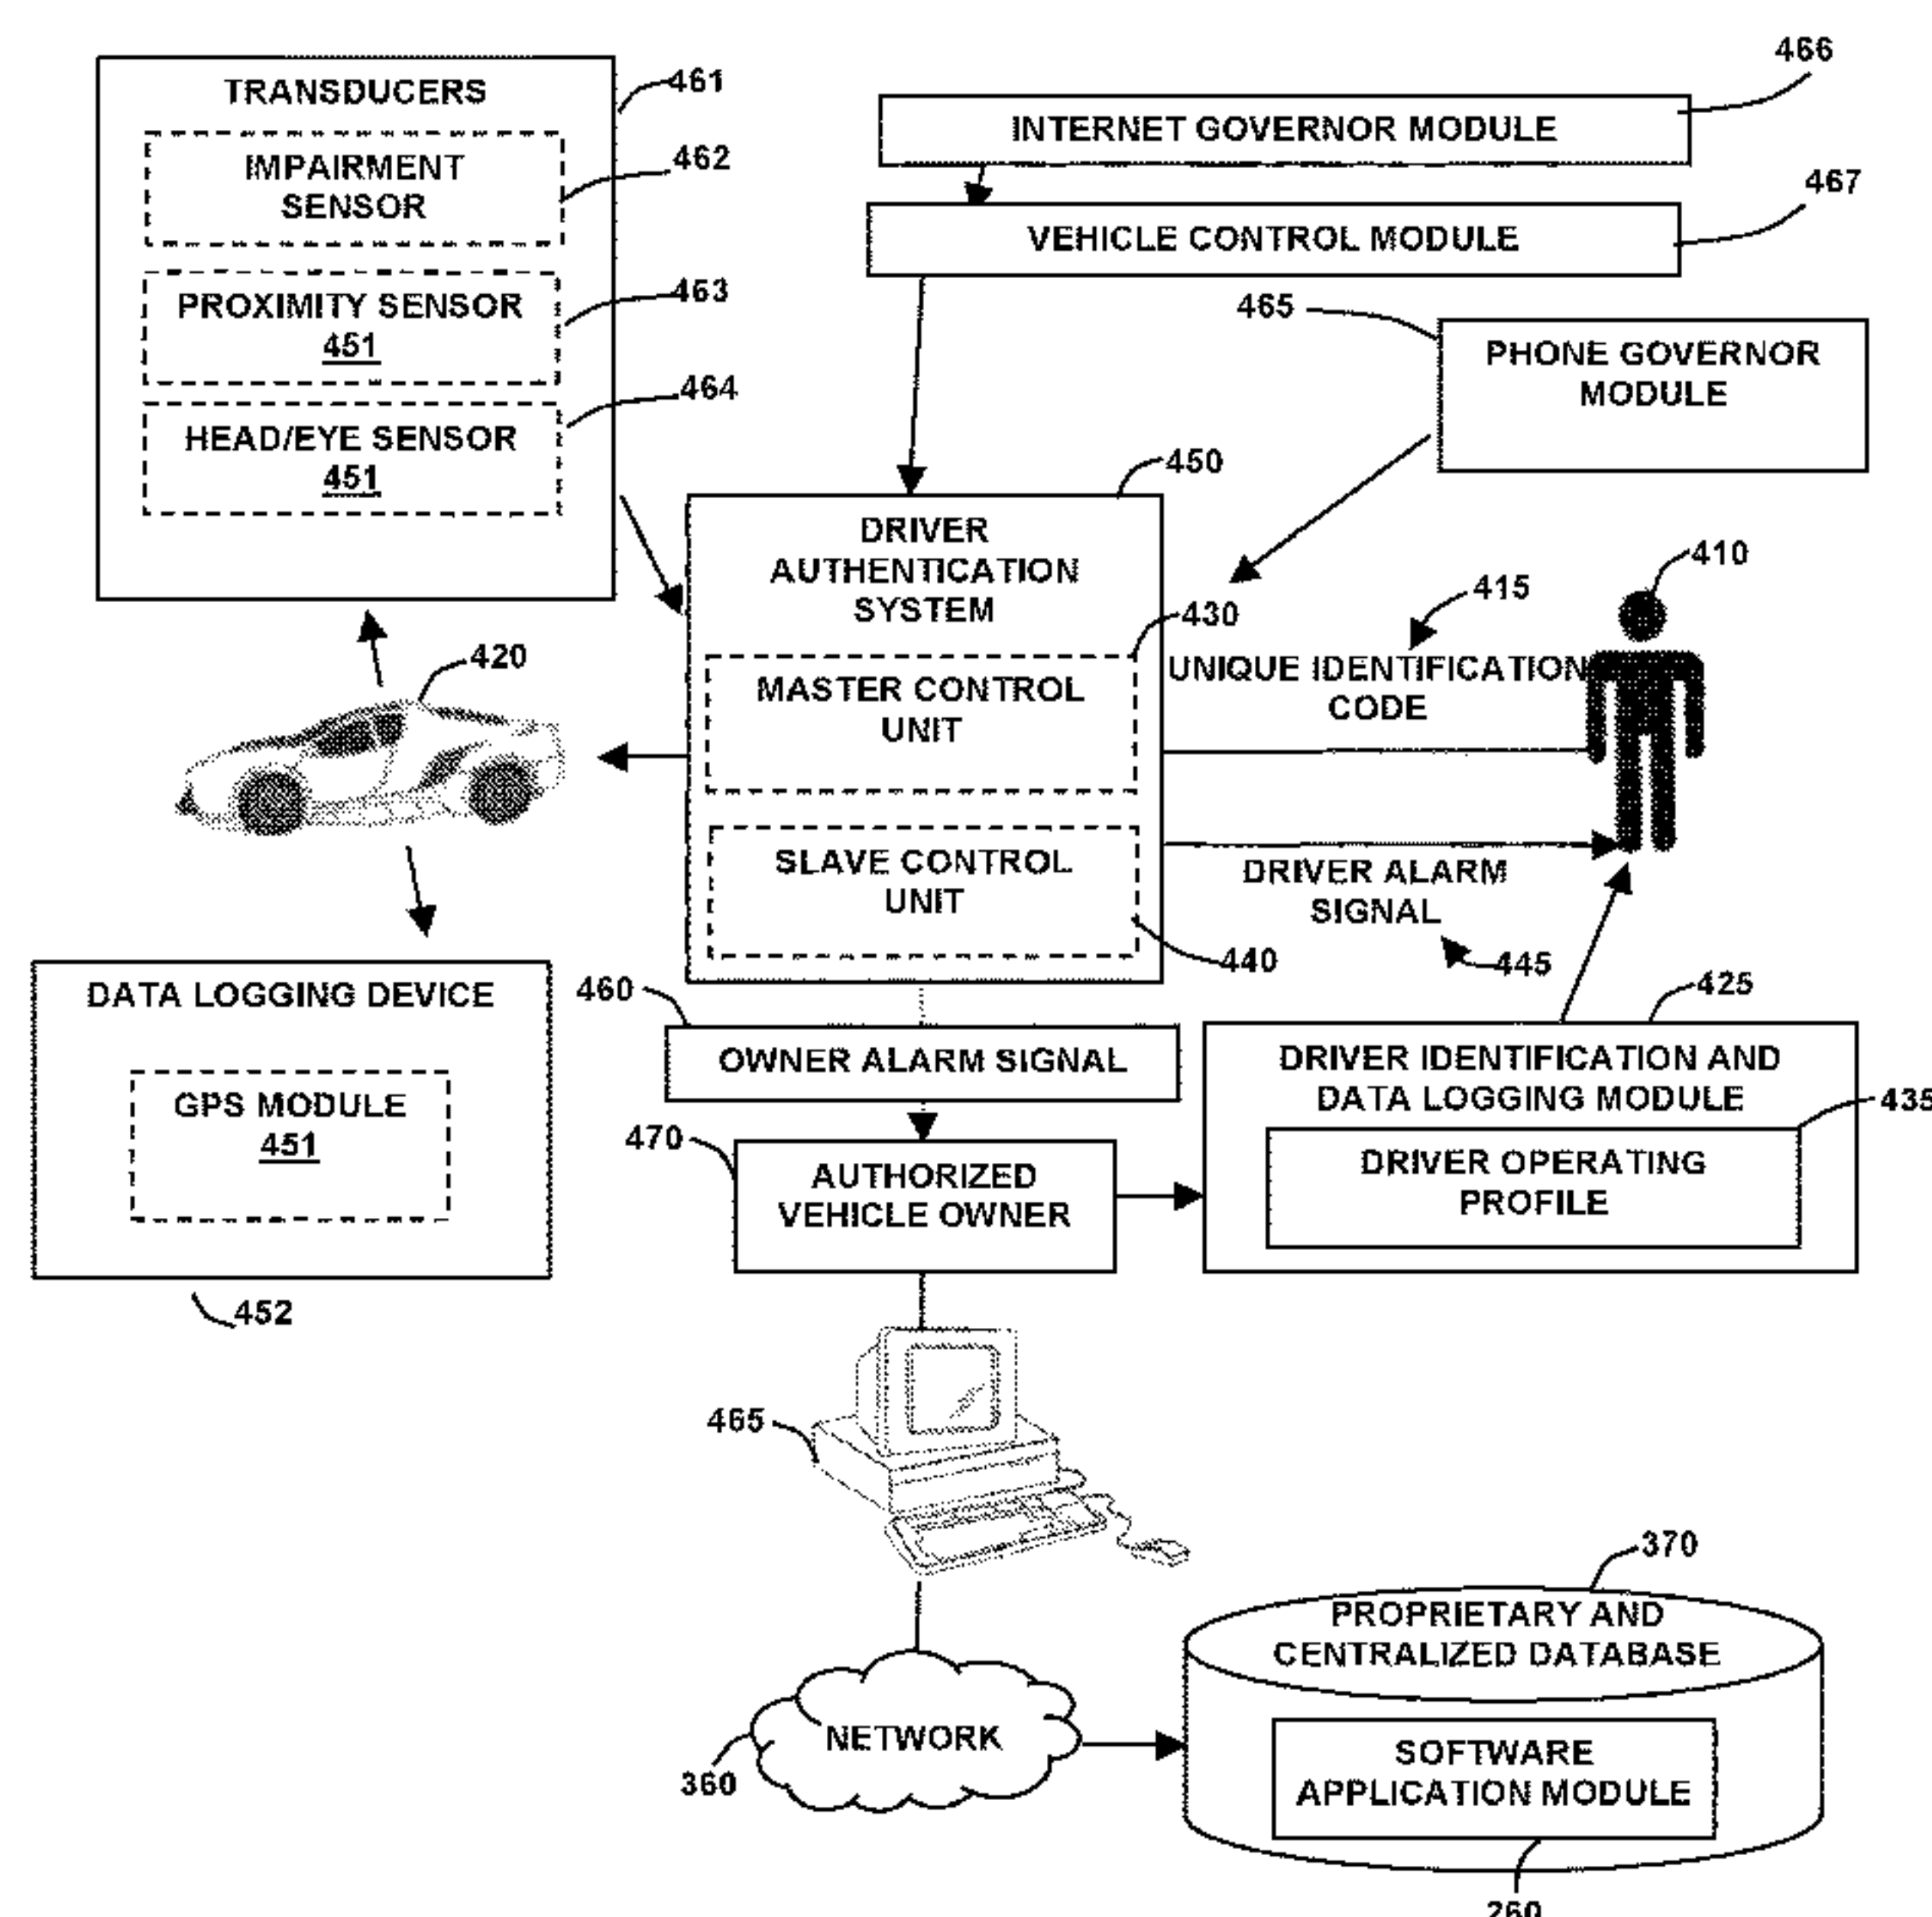 466
TRANSDUCERS
461
INTERNET GOVERNOR MODULE
IMPAIRMENT
SENSOR
462
467
VEHICLE CONTROL MODULE
PROXIMITY SENSOR
451
463
465
PHONE GOVERNOR
MODULE
464
HEAD/EYE SENSOR
451
450
DRIVER
AUTHENTICATION
SYSTEM
410
415
430
UNIQUE IDENTIFICATION
CODE
420
MASTER CONTROL
UNIT
SLAVE CONTROL
UNIT
DRIVER ALARM
SIGNAL
440
445
DATA LOGGING DEVICE
460
425
OWNER ALARM SIGNAL
DRIVER IDENTIFICATION AND
DATA LOGGING MODULE
GPS MODULE
451
435
470
AUTHORIZED
VEHICLE OWNER
DRIVER OPERATING
PROFILE
452
465
370
PROPRIETARY AND
CENTRALIZED DATABASE
NETWORK
360
SOFTWARE
APPLICATION MODULE